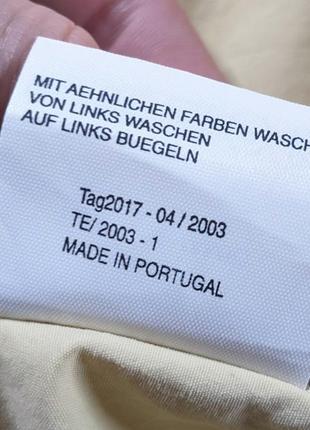 MIT AEHNLICHEN FARBEN WASCH
VON LINKS WASCHEN
AUF LINKS BUEGELN
Tag2017 - 04 / 2003
TE/ 2003 - 1
MADE IN PORTUGAL